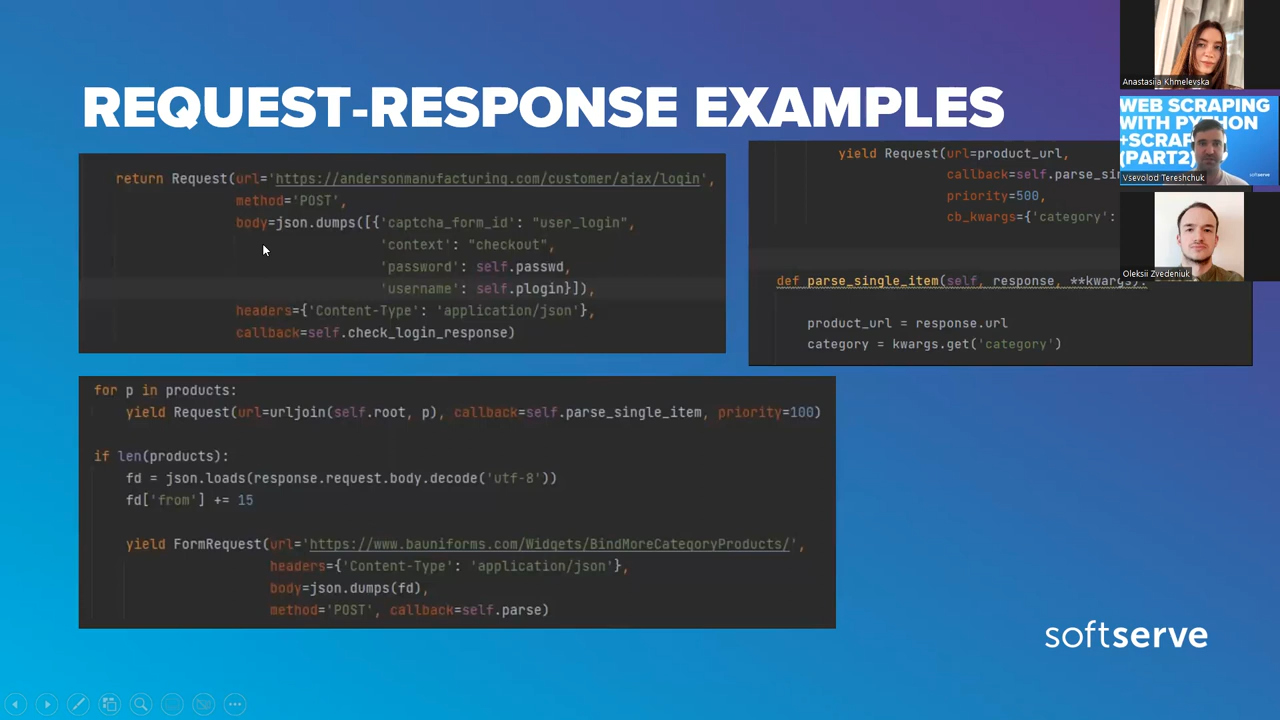 REQUEST-RESPONSE EXAMPLES
return Request(url='https://andersonmanufacturing.com/customer/ajax/login',
method='POST',
body=json.dumps([{'captcha_form_id': "user_login",
'context': "checkout",
'password': self.passwd,
'username': self.plogin}]),
headers={'Content-Type': 'application/json'},
callback=self.check_login_response)
yield Request(url=product_url,
callback=self.parse_sin
priority=500,
cb_kwargs={'category':
def parse_single_item(self, response, **kwargs):
product_url = response.url
category = kwargs.get('category')
for p in products:
yield Request(url=urljoin(self.root, p), callback=self.parse_single_item, priority=100)
if len(products):
fd = json.loads(response.request.body.decode('utf-8'))
fd['from'] += 15
yield FormRequest(url='https://www.bauniforms.com/Widgets/BindMoreCategoryProducts/',
headers={'Content-Type': 'application/json'},
body=json.dumps(fd),
method='POST', callback=self.parse)
softserve
Anastasiia Khmelevska
WEB SCRAPING
WITH PYTHON
+SCRAP
(PART2)
softserve
Vsevolod Tereshchuk
Oleksii Zvedeniuk